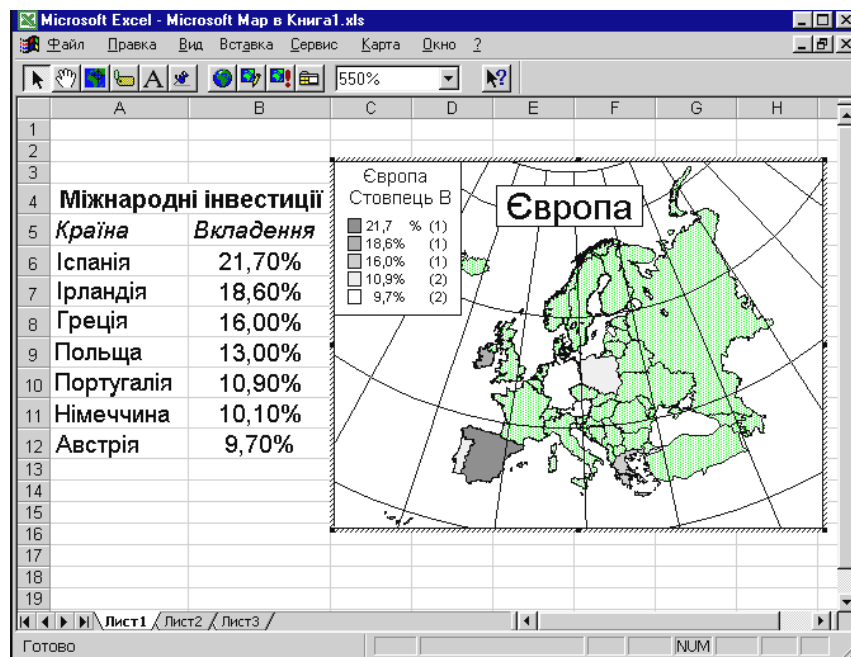 Microsoft Excel - Microsoft Map в Книга1.xls
Файл Правка Вид Вставка Сервис Карта Окно ?
A 550% ?
A B C D E F G H
1
2
3
4 Міжнародні інвестиції
5 Країна Вкладення
6 Іспанія 21,70%
7 Ірландія 18,60%
8 Греція 16,00%
9 Польща 13,00%
10 Португалія 10,90%
11 Німеччина 10,10%
12 Австрія 9,70%
13
14
15
16
17
18
19
Європа
Стовпець B
21,7 % (1)
18,6% (1)
16,0% (1)
10,9% (2)
9,7% (2)
Європа
Лист1 Лист2 Лист3
Готово NUM